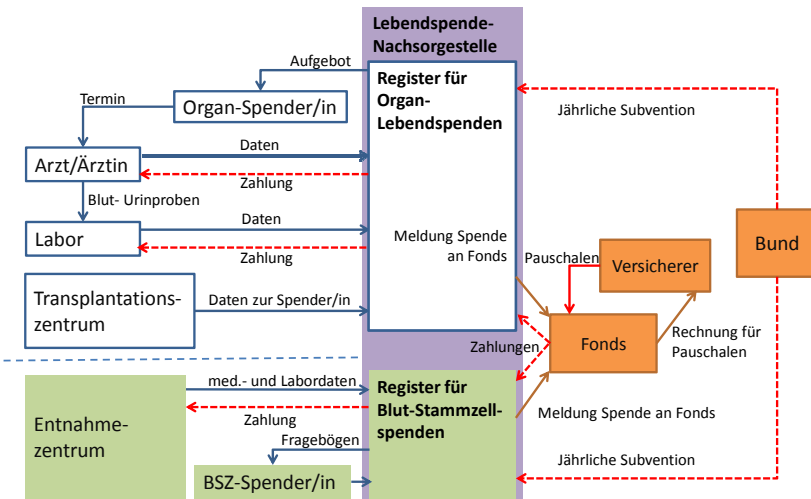 Lebendspende-
Nachsorgestelle
Aufgebot
Register für
Organ-
Lebendspenden
Termin
Organ-Spender/in
Jährliche Subvention
Daten
Arzt/Ärztin
Zahlung
Blut- Urinproben
Daten
Labor
Zahlung
Meldung Spende
an Fonds
Pauschalen
Versicherer
Bund
Transplantations-
zentrum
Daten zur Spender/in
Zahlungen
Fonds
Rechnung für
Pauschalen
med.- und Labordaten
Register für
Blut-Stammzell-
spenden
Entnahme-
zentrum
Zahlung
Meldung Spende an Fonds
Fragebögen
BSZ-Spender/in
Jährliche Subvention